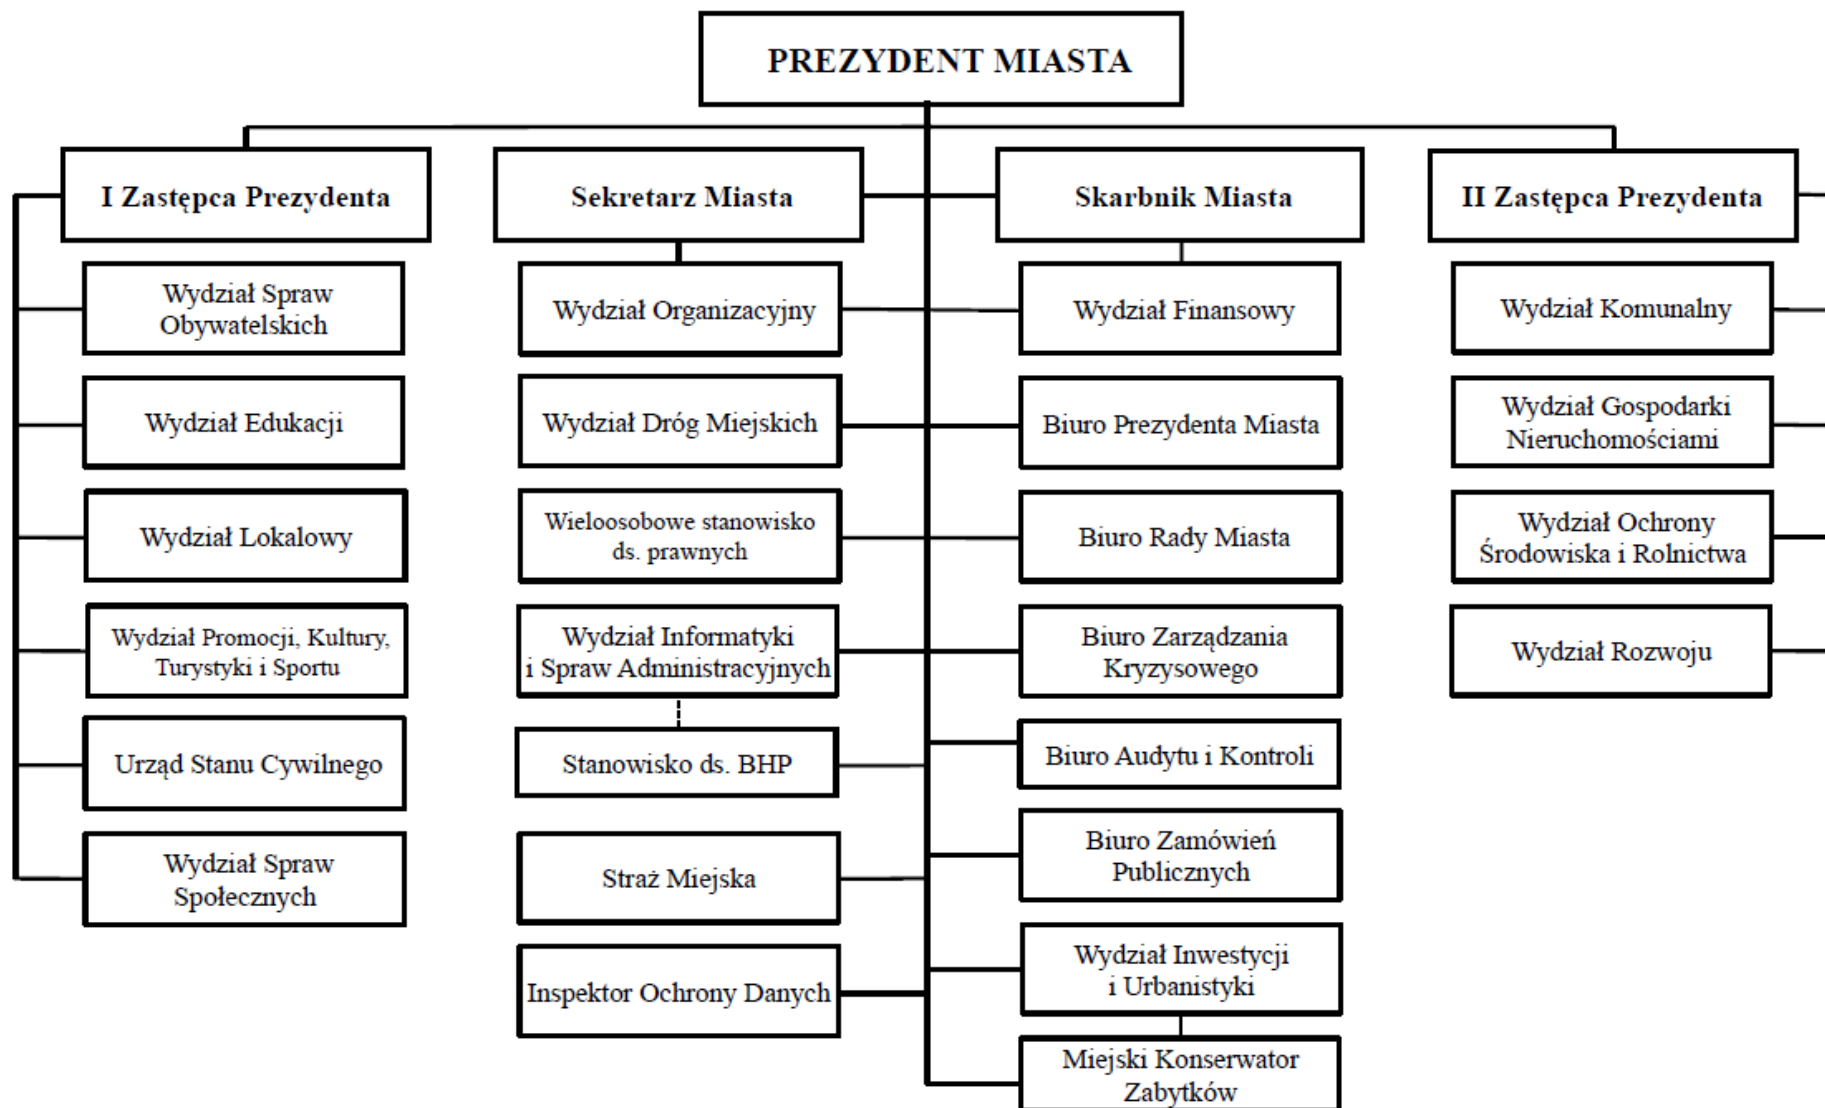 PREZYDENT MIASTA
I Zastępca Prezydenta
Sekretarz Miasta
Skarbnik Miasta
II Zastępca Prezydenta
Wydział Spraw
Obywatelskich
Wydział Organizacyjny
Wydział Finansowy
Wydział Komunalny
Wydział Edukacji
Wydział Dróg Miejskich
Biuro Prezydenta Miasta
Wydział Gospodarki
Nieruchomościami
Wydział Lokalowy
Wieloosobowe stanowisko
ds. prawnych
Biuro Rady Miasta
Wydział Ochrony
Środowiska i Rolnictwa
Wydział Promocji, Kultury,
Turystyki i Sportu
Wydział Informatyki
i Spraw Administracyjnych
Biuro Zarządzania
Kryzysowego
Wydział Rozwoju
Urząd Stanu Cywilnego
Stanowisko ds. BHP
Biuro Audytu i Kontroli
Wydział Spraw
Społecznych
Straż Miejska
Biuro Zamówień
Publicznych
Inspektor Ochrony Danych
Wydział Inwestycji
i Urbanistyki
Miejski Konserwator
Zabytków